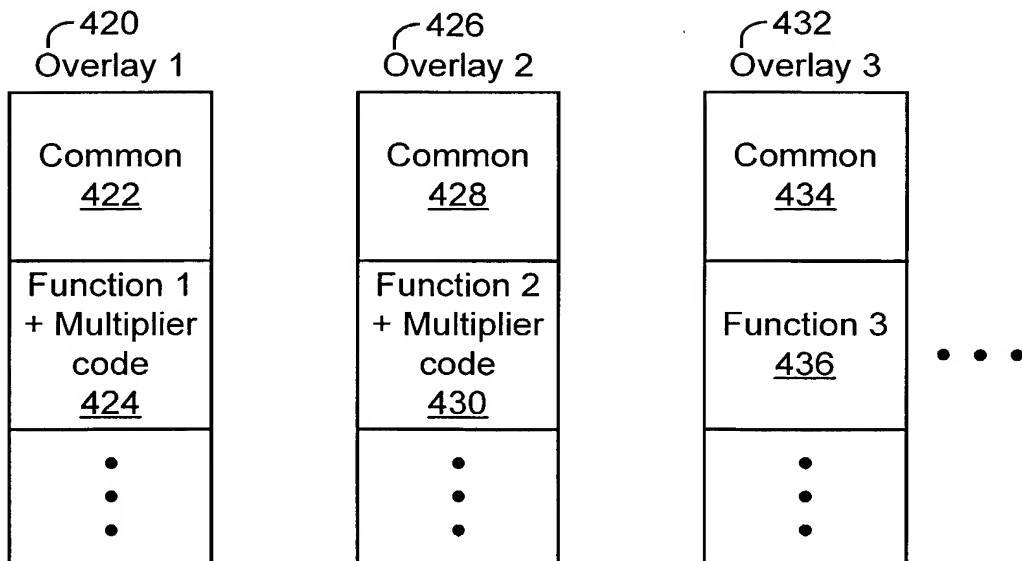 420
Overlay 1
Common
422
Function 1
+ Multiplier
code
424
426
Overlay 2
Common
428
Function 2
+ Multiplier
code
430
432
Overlay 3
Common
434
Function 3
436